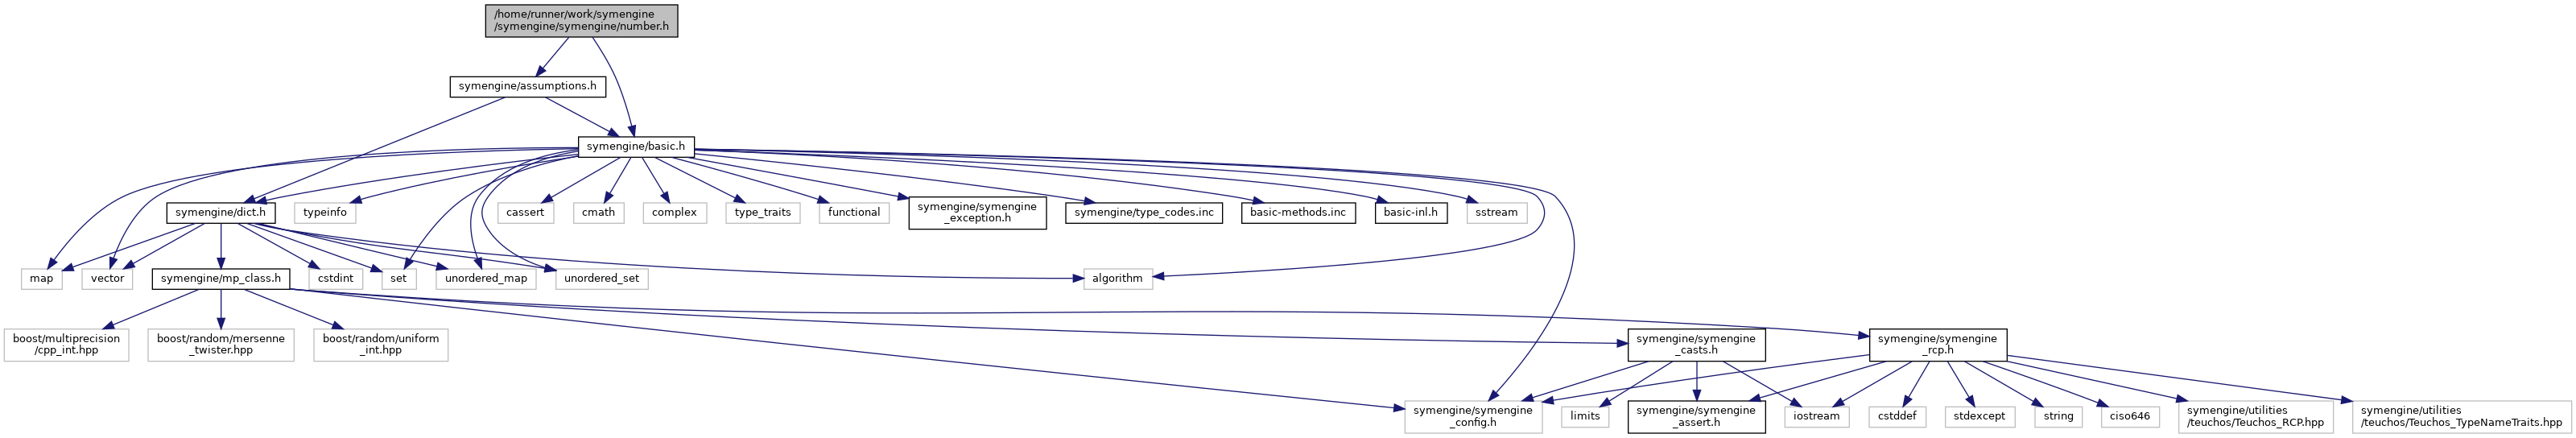 /home/runner/work/symengine
/symengine/symengine/number.h
symengine/assumptions.h
symengine/basic.h
symengine/dict.h
typeinfo
cassert
cmath
complex
type_traits
functional
symengine/symengine
_exception.h
symengine/type_codes.inc
basic-methods.inc
basic-inl.h
sstream
map
vector
symengine/mp_class.h
cstdint
set
unordered_map
unordered_set
algorithm
boost/multiprecision
/cpp_int.hpp
boost/random/mersenne
_twister.hpp
boost/random/uniform
_int.hpp
symengine/symengine
_casts.h
symengine/symengine
_rcp.h
symengine/symengine
_config.h
limits
symengine/symengine
_assert.h
iostream
cstddef
stdexcept
string
ciso646
symengine/utilities
/teuchos/Teuchos_RCP.hpp
symengine/utilities
/teuchos/Teuchos_TypeNameTraits.hpp